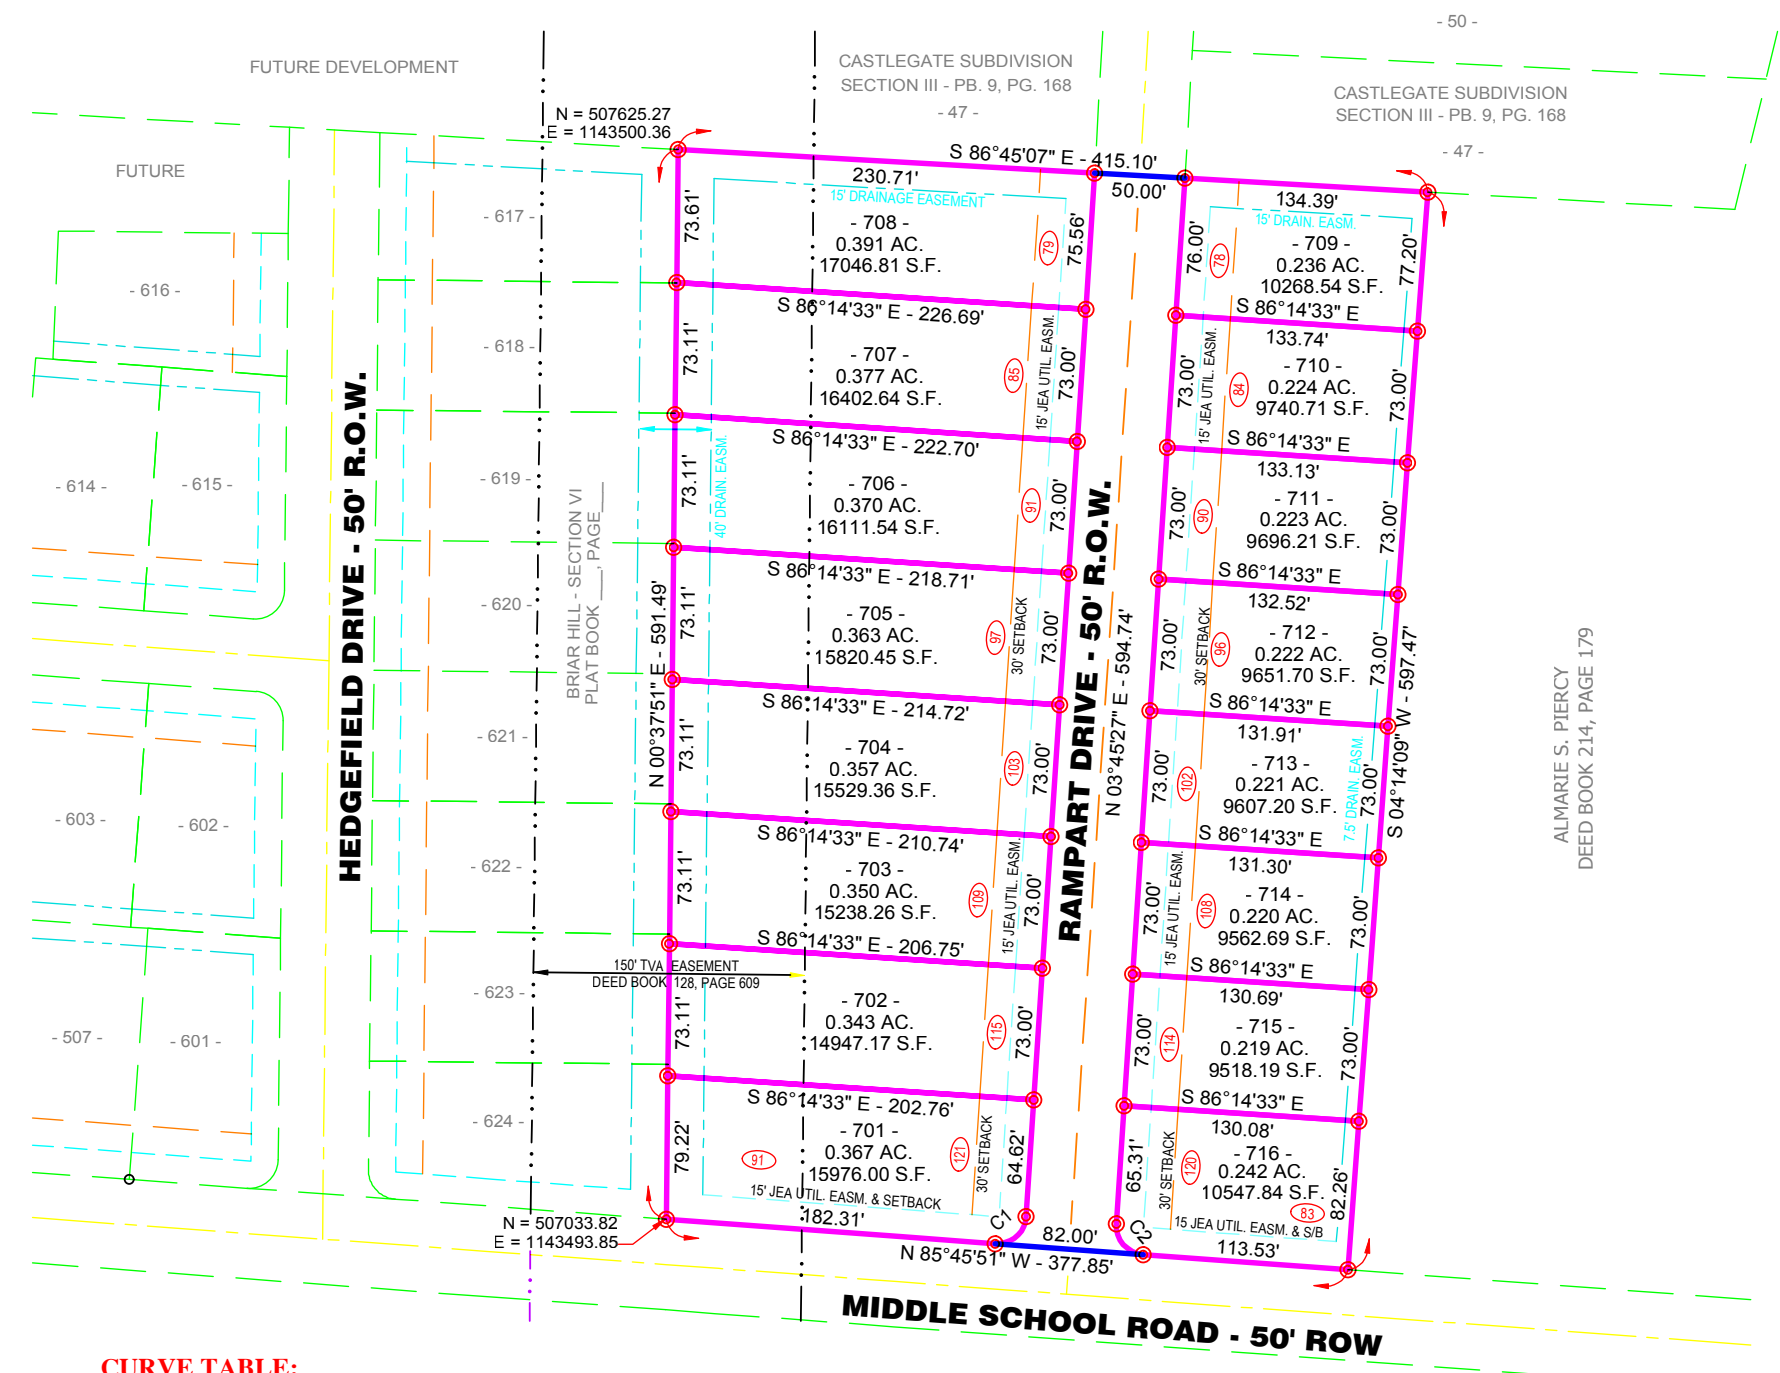 - 50 -
FUTURE DEVELOPMENT
CASTLEGATE SUBDIVISION
SECTION III - PB. 9, PG. 168
- 47 -
CASTLEGATE SUBDIVISION
SECTION III - PB. 9, PG. 168
- 47 -
N = 507625.27
E = 1143500.36
FUTURE
- 616 -
- 614 -
- 615 -
- 603 -
- 602 -
- 507 -
- 601 -
HEDGEFIELD DRIVE - 50' R.O.W.
- 617 -
- 618 -
- 619 -
- 620 -
- 621 -
- 622 -
- 623 -
- 624 -
BRIAR HILL - SECTION VI
PLAT BOOK ___, PAGE___
N 00°37'51" E - 591.49'
40' DRAIN. EASM.
150' TVA EASEMENT
DEED BOOK 128, PAGE 609
S 86°45'07" E - 415.10'
230.71'
50.00'
134.39'
15' DRAINAGE EASEMENT
73.61'
- 708 -
0.391 AC.
17046.81 S.F.
79
75.56'
S 86°14'33" E - 226.69'
73.11'
- 707 -
0.377 AC.
16402.64 S.F.
85
15' JEA UTIL. EASM.
73.00'
S 86°14'33" E - 222.70'
73.11'
- 706 -
0.370 AC.
16111.54 S.F.
91
73.00'
S 86°14'33" E - 218.71'
73.11'
- 705 -
0.363 AC.
15820.45 S.F.
97
30' SETBACK
73.00'
S 86°14'33" E - 214.72'
73.11'
- 704 -
0.357 AC.
15529.36 S.F.
103
73.00'
S 86°14'33" E - 210.74'
73.11'
- 703 -
0.350 AC.
15238.26 S.F.
109
15' JEA UTIL. EASM.
73.00'
S 86°14'33" E - 206.75'
73.11'
- 702 -
0.343 AC.
14947.17 S.F.
115
73.00'
S 86°14'33" E - 202.76'
79.22'
- 701 -
0.367 AC.
15976.00 S.F.
91
121
30' SETBACK
64.62'
15' JEA UTIL. EASM. & SETBACK
182.31'
C1
N = 507033.82
E = 1143493.85
RAMPART DRIVE - 50' R.O.W.
N 03°45'27" E - 594.74'
15' DRAIN. EASM.
76.00'
78
- 709 -
0.236 AC.
10268.54 S.F.
77.20'
S 86°14'33" E
133.74'
73.00'
15' JEA UTIL. EASM.
84
- 710 -
0.224 AC.
9740.71 S.F.
73.00'
S 86°14'33" E
133.13'
73.00'
90
- 711 -
0.223 AC.
9696.21 S.F.
73.00'
S 86°14'33" E
132.52'
73.00'
30' SETBACK
96
- 712 -
0.222 AC.
9651.70 S.F.
73.00'
S 04°14'09" W - 597.47'
S 86°14'33" E
131.91'
73.00'
102
- 713 -
0.221 AC.
9607.20 S.F.
7.5' DRAIN. EASM.
73.00'
S 86°14'33" E
131.30'
73.00'
15' JEA UTIL. EASM.
108
- 714 -
0.220 AC.
9562.69 S.F.
73.00'
S 86°14'33" E
130.69'
73.00'
114
- 715 -
0.219 AC.
9518.19 S.F.
73.00'
S 86°14'33" E
130.08'
65.31'
30' SETBACK
120
- 716 -
0.242 AC.
10547.84 S.F.
83
82.26'
15 JEA UTIL. EASM. & S/B
C2
82.00'
113.53'
N 85°45'51" W - 377.85'
ALMARIE S. PIERCY
DEED BOOK 214, PAGE 179
MIDDLE SCHOOL ROAD - 50' ROW
CURVE TABLE: